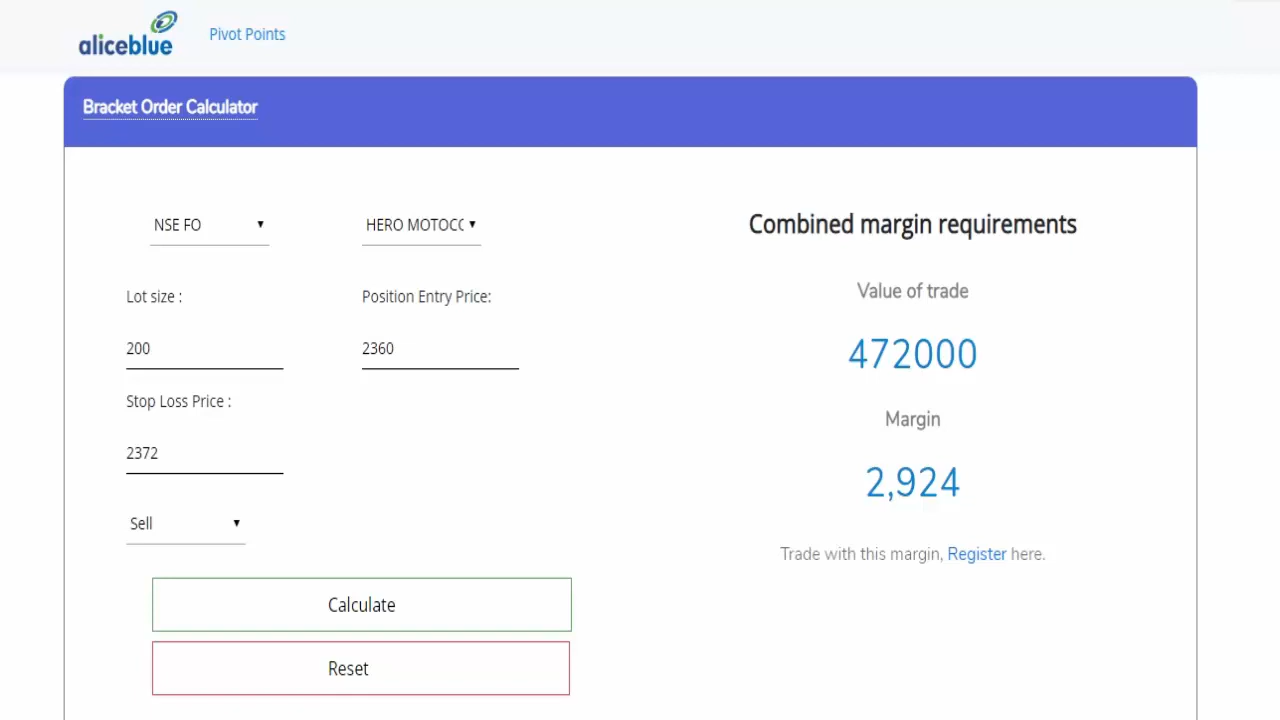 aliceblue
Pivot Points
Bracket Order Calculator
NSE FO
HERO MOTOCC
Combined margin requirements
Lot size :
Position Entry Price:
Value of trade
200
2360
472000
Stop Loss Price :
Margin
2372
2,924
Sell
Trade with this margin, Register here.
Calculate
Reset